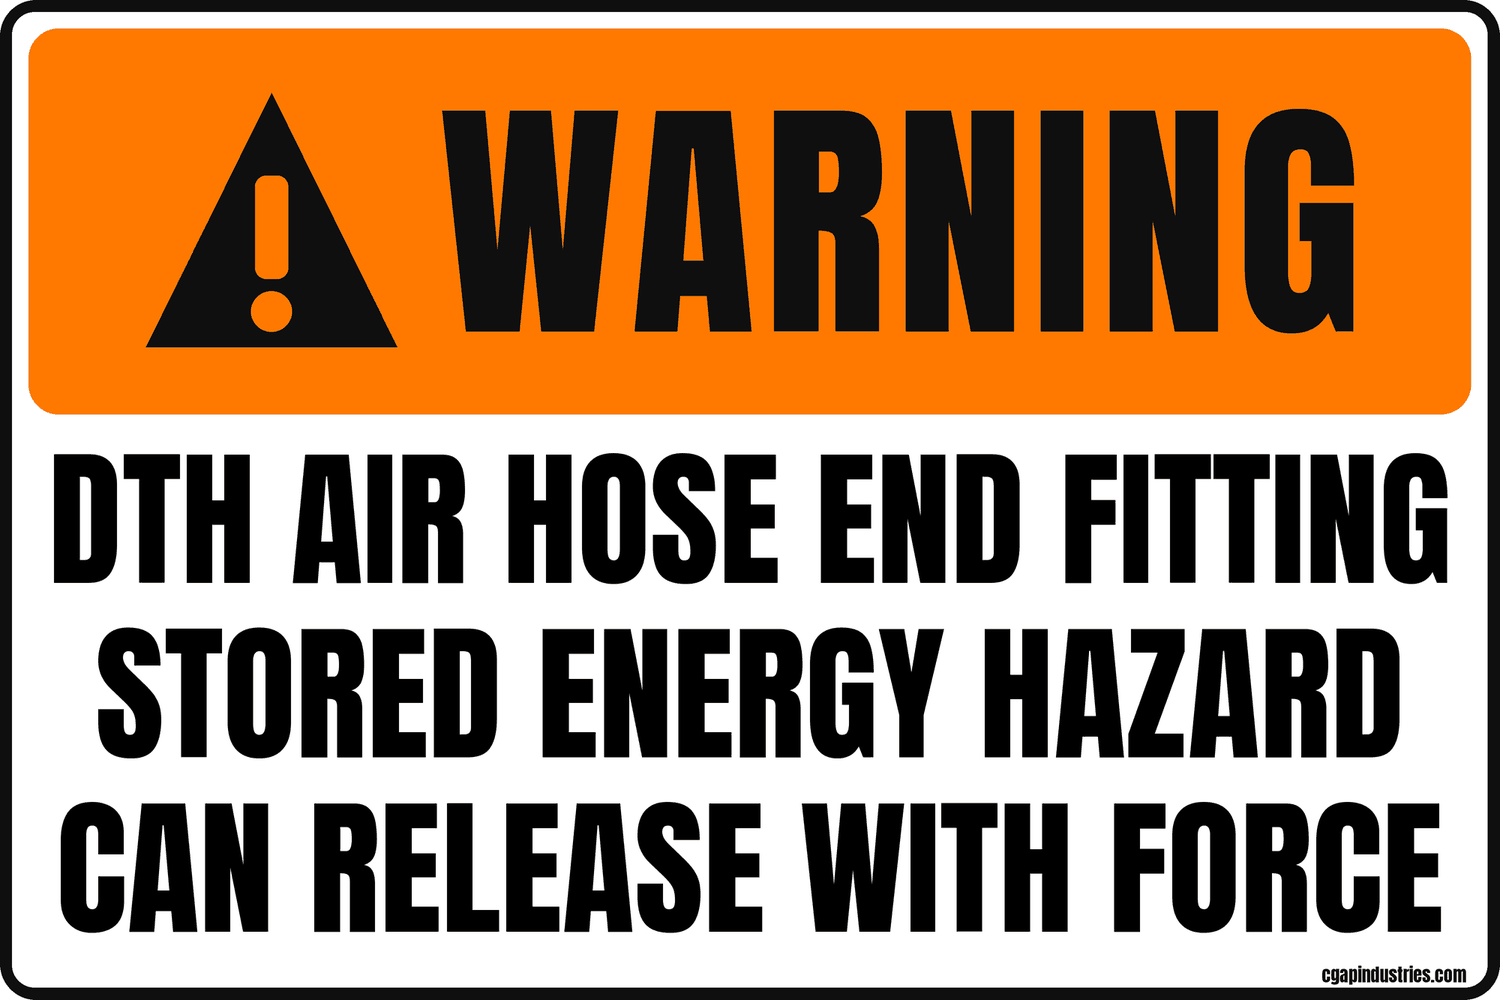 WARNING
DTH AIR HOSE END FITTING
STORED ENERGY HAZARD
CAN RELEASE WITH FORCE
cgapindustries.com